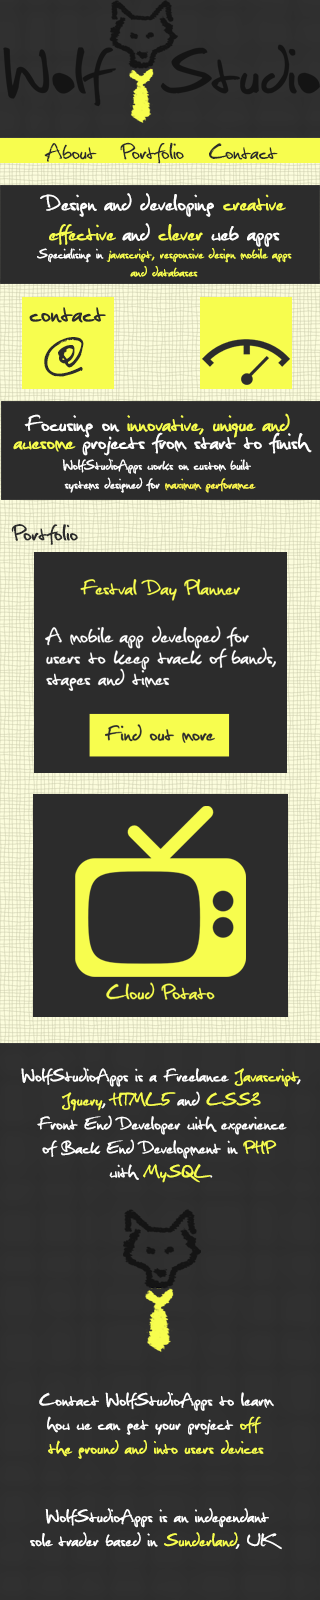 Wolf Studio
About Portfolio Contact
Design and developing creative
effective and clever web apps
Specialising in javascript, responsive design mobile apps
and databases
contact
@
Focusing on innovative, unique and
awesome projects from start to finish
WolfStudioApps works on custom built
systems designed for maximum perforance
Portfolio
Festval Day Planner
A mobile app developed for
users to keep track of bands,
stages and times
Find out more
Cloud Potato
WolfStudioApps is a Freelance Javascript,
Jquery, HTML5 and CSS3
Front End Developer with experience
of Back End Development in PHP
with MySQL
Contact WolfStudioApps to learn
how we can get your project off
the ground and into users devices
WolfStudioApps is an independant
sole trader based in Sunderland, UK